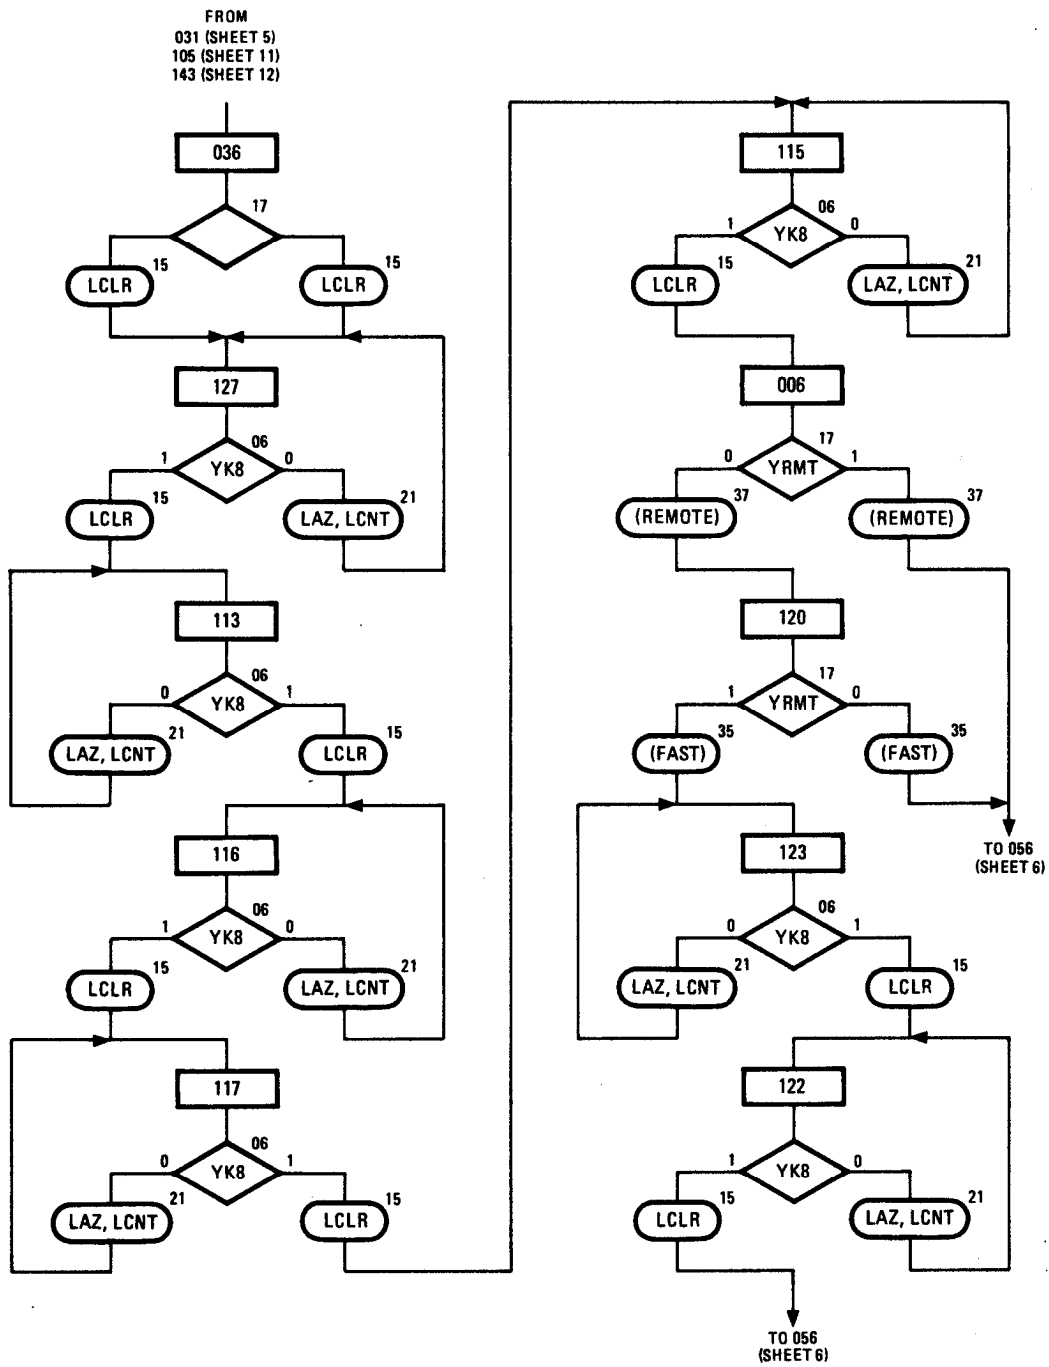 FROM
031 (SHEET 5)
105 (SHEET 11)
143 (SHEET 12)
036
17
15
LCLR
15
LCLR
127
06
1
YK8
0
15
LCLR
21
LAZ, LCNT
113
06
0
YK8
1
21
LAZ, LCNT
15
LCLR
116
06
1
YK8
0
15
LCLR
21
LAZ, LCNT
117
06
0
YK8
1
21
LAZ, LCNT
15
LCLR
115
06
1
YK8
0
15
LCLR
21
LAZ, LCNT
006
17
0
YRMT
1
37
(REMOTE)
37
(REMOTE)
120
17
1
YRMT
0
35
(FAST)
35
(FAST)
TO 056
(SHEET 6)
123
06
0
YK8
1
21
LAZ, LCNT
15
LCLR
122
06
1
YK8
0
15
LCLR
21
LAZ, LCNT
TO 056
(SHEET 6)